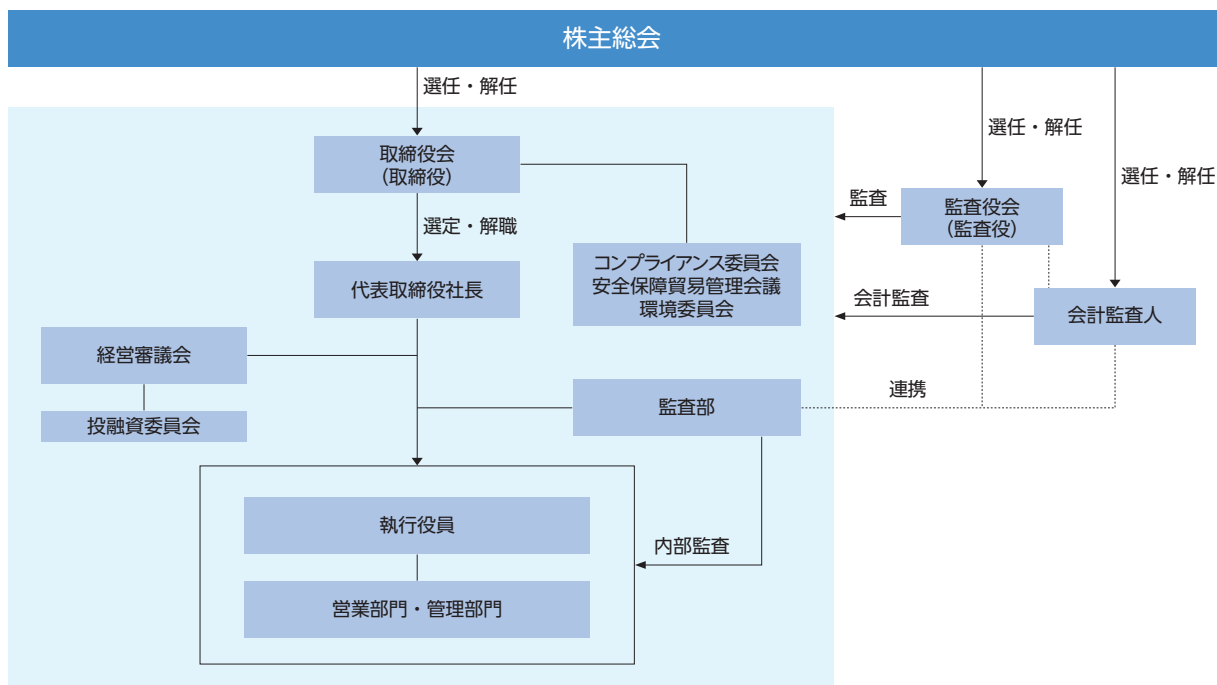 株主総会
選任・解任
選任・解任
選任・解任
取締役会
(取締役)
監査
監査役会
(監査役)
選定・解職
コンプライアンス委員会
安全保障貿易管理会議
環境委員会
代表取締役社長
会計監査
会計監査人
経営審議会
投融資委員会
監査部
連携
執行役員
内部監査
営業部門・管理部門